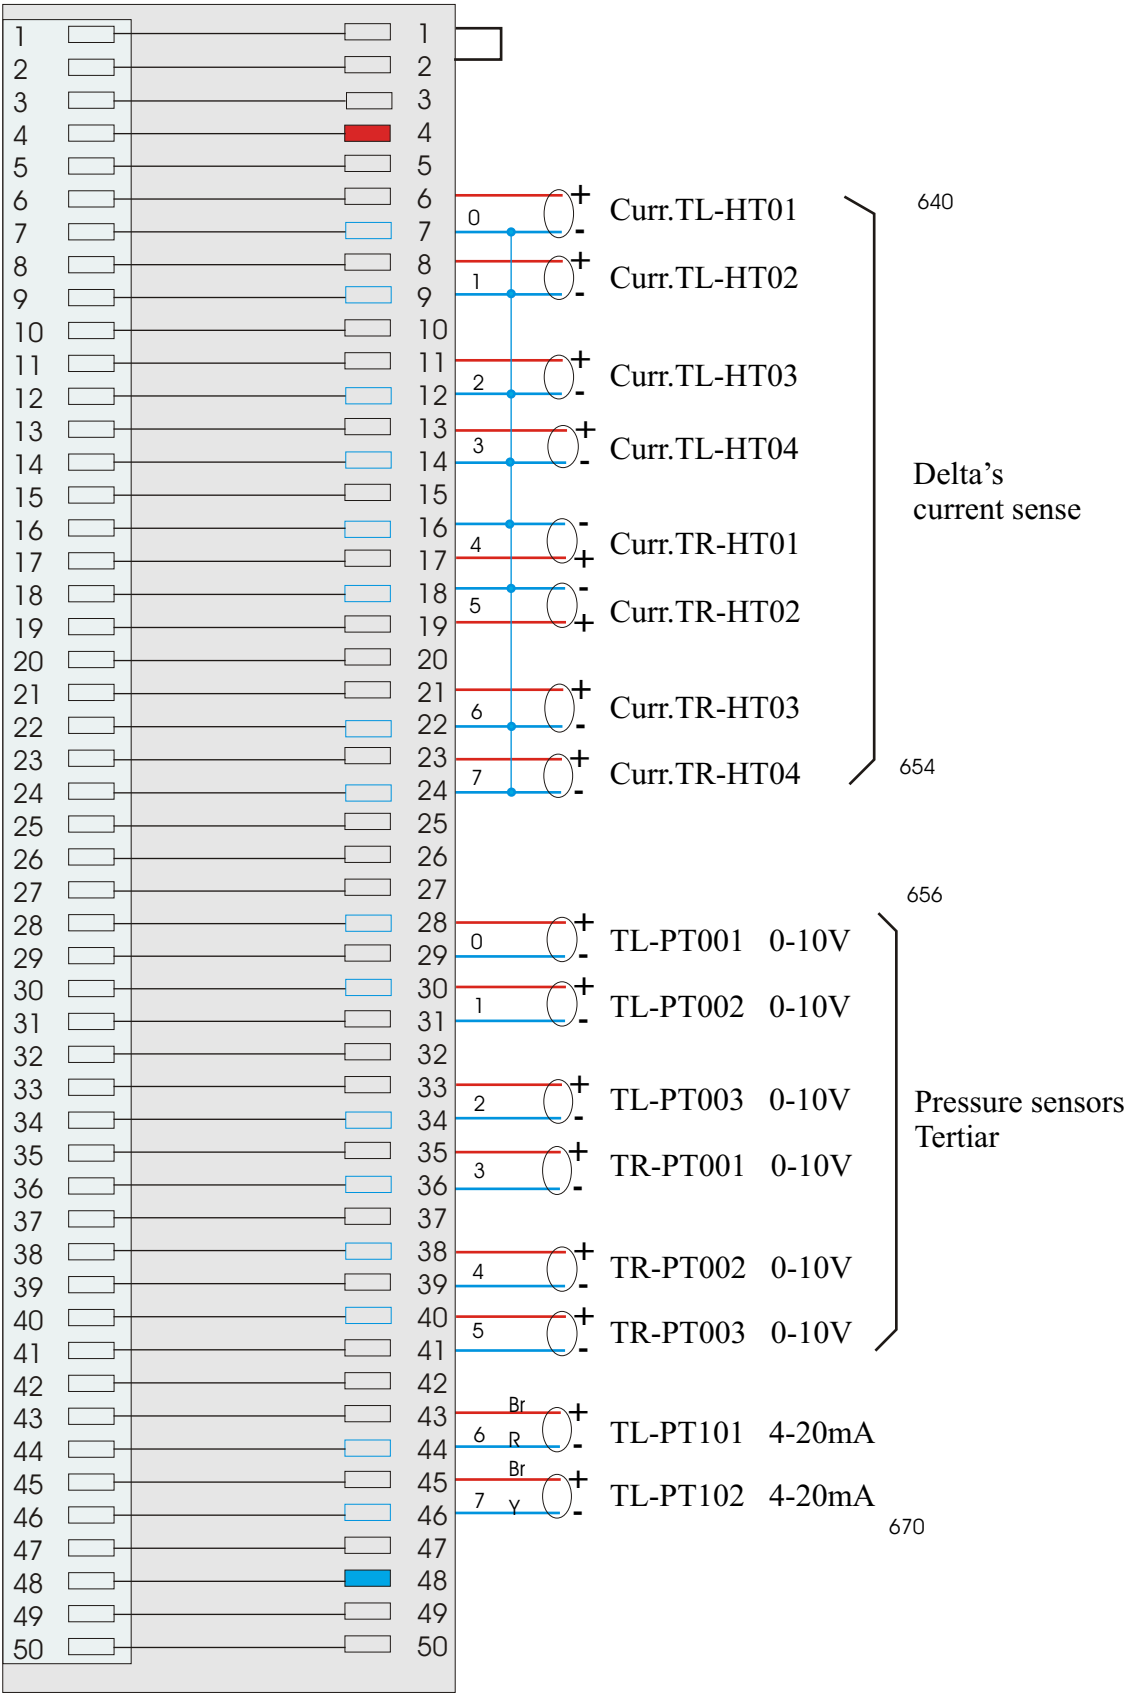 1 1
2 2
3 3
4 4
5 5
6 6 + Curr.TL-HT01 640
0
7 7 -
8 8 + Curr.TL-HT02
1
9 9 -
10 10
11 11 + Curr.TL-HT03
2
12 12 -
13 13 + Curr.TL-HT04
3
14 14 -
Delta’s
current sense
15 15
16 16 - Curr.TR-HT01
4
17 17 +
18 18 - Curr.TR-HT02
5
19 19 +
20 20
21 21 + Curr.TR-HT03
6
22 22 -
23 23 + Curr.TR-HT04 654
7
24 24 -
25 25
26 26
27 27
656
28 28 + TL-PT001 0-10V
0
29 29 -
30 30 + TL-PT002 0-10V
1
31 31 -
32 32
33 33 + TL-PT003 0-10V
2
34 34 -
Pressure sensors
Tertiar
35 35 + TR-PT001 0-10V
3
36 36 -
37 37
38 38 + TR-PT002 0-10V
4
39 39 -
40 40 + TR-PT003 0-10V
5
41 41 -
42 42
43 43 Br + TL-PT101 4-20mA
6
44 44 R -
45 45 Br + TL-PT102 4-20mA
7
46 46 Y -
670
47 47
48 48
49 49
50 50